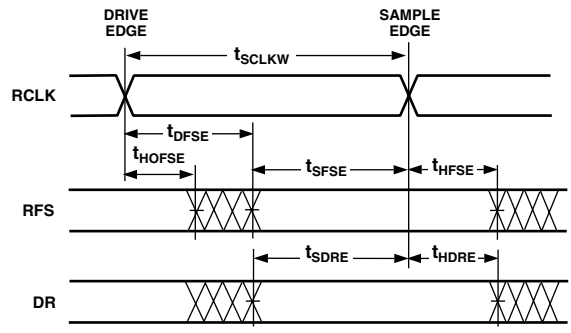 DRIVE EDGE
SAMPLE EDGE
tSCLKW
RCLK
tDFSE
tHOFSE
tSFSE
tHFSE
RFS
tSDRE
tHDRE
DR